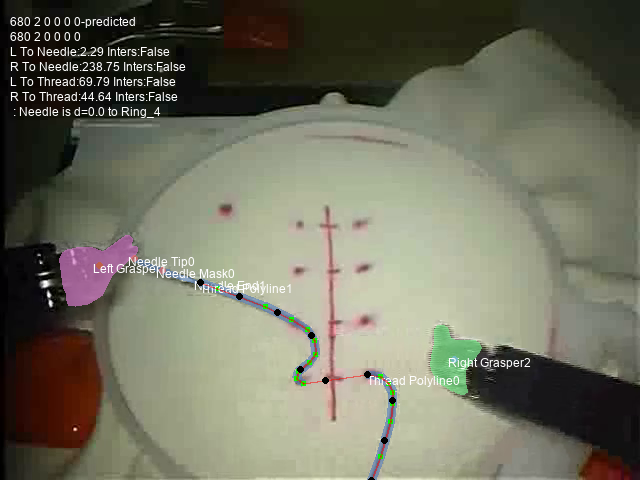 680 2 0 0 0 0-predicted
680 2 0 0 0 0
L To Needle:2.29 Inters:False
R To Needle:238.75 Inters:False
L To Thread:69.79 Inters:False
R To Thread:44.64 Inters:False
: Needle is d=0.0 to Ring_4
Needle Tip0
Left Grasper
Needle Mask0
Thread Polyline1
Right Grasper2
Thread Polyline0